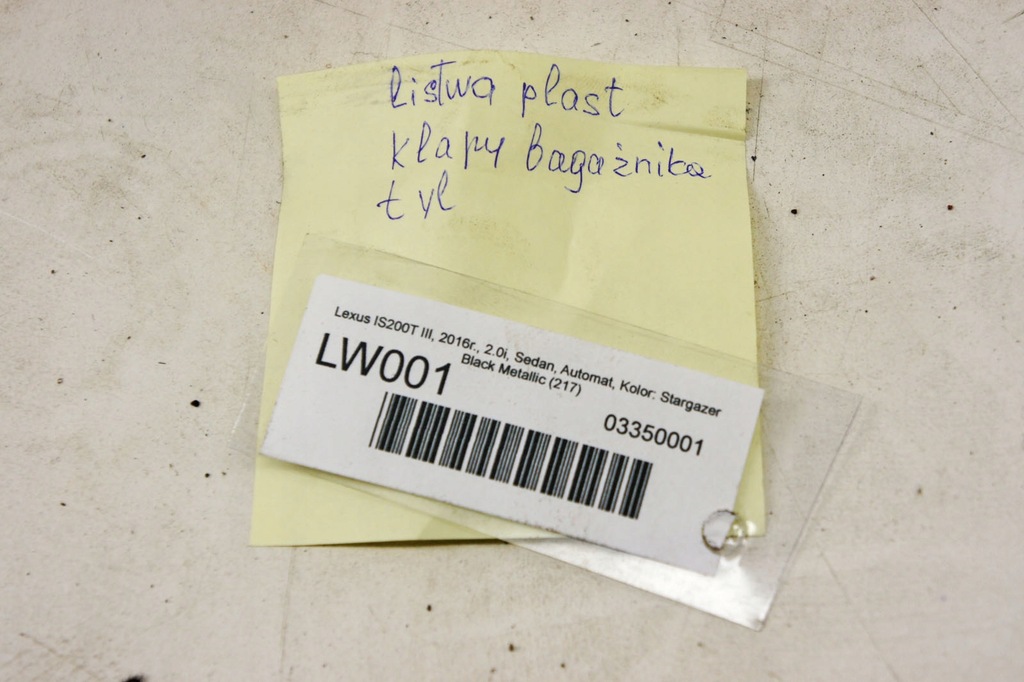 Listwa plast
klapy bagażnika
tyl
Lexus IS200T III, 2016r., 2.0i, Sedan, Automat, Kolor: Stargazer
Black Metallic (217)
LW001
03350001